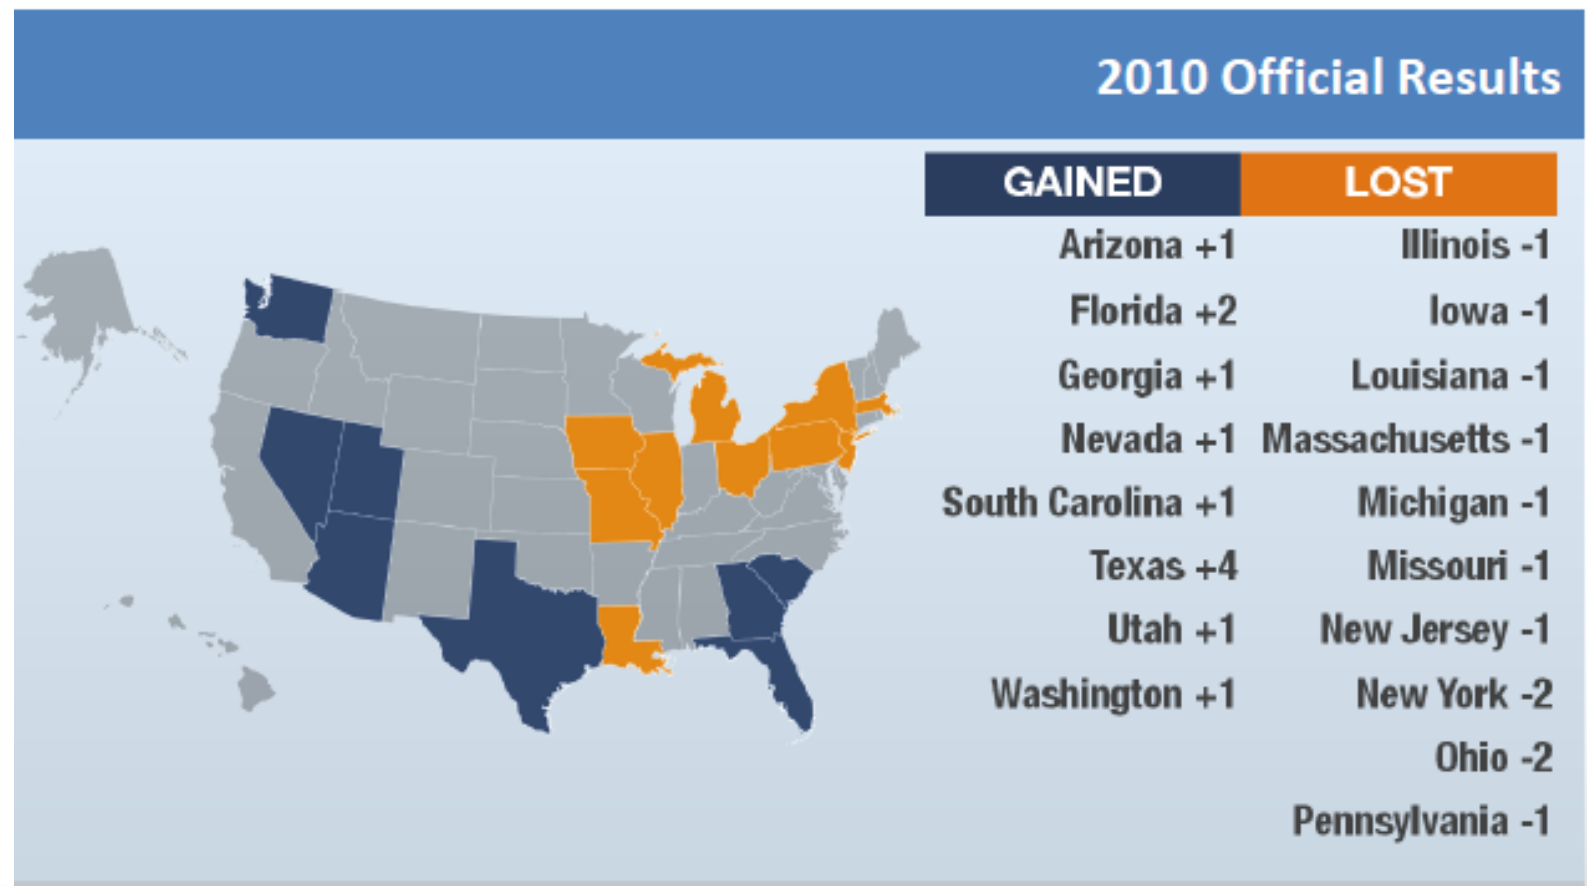 2010 Official Results
GAINED LOST
Arizona +1 Illinois -1
Florida +2 Iowa -1
Georgia +1 Louisiana -1
Nevada +1 Massachusetts -1
South Carolina +1 Michigan -1
Texas +4 Missouri -1
Utah +1 New Jersey -1
Washington +1 New York -2
Ohio -2
Pennsylvania -1